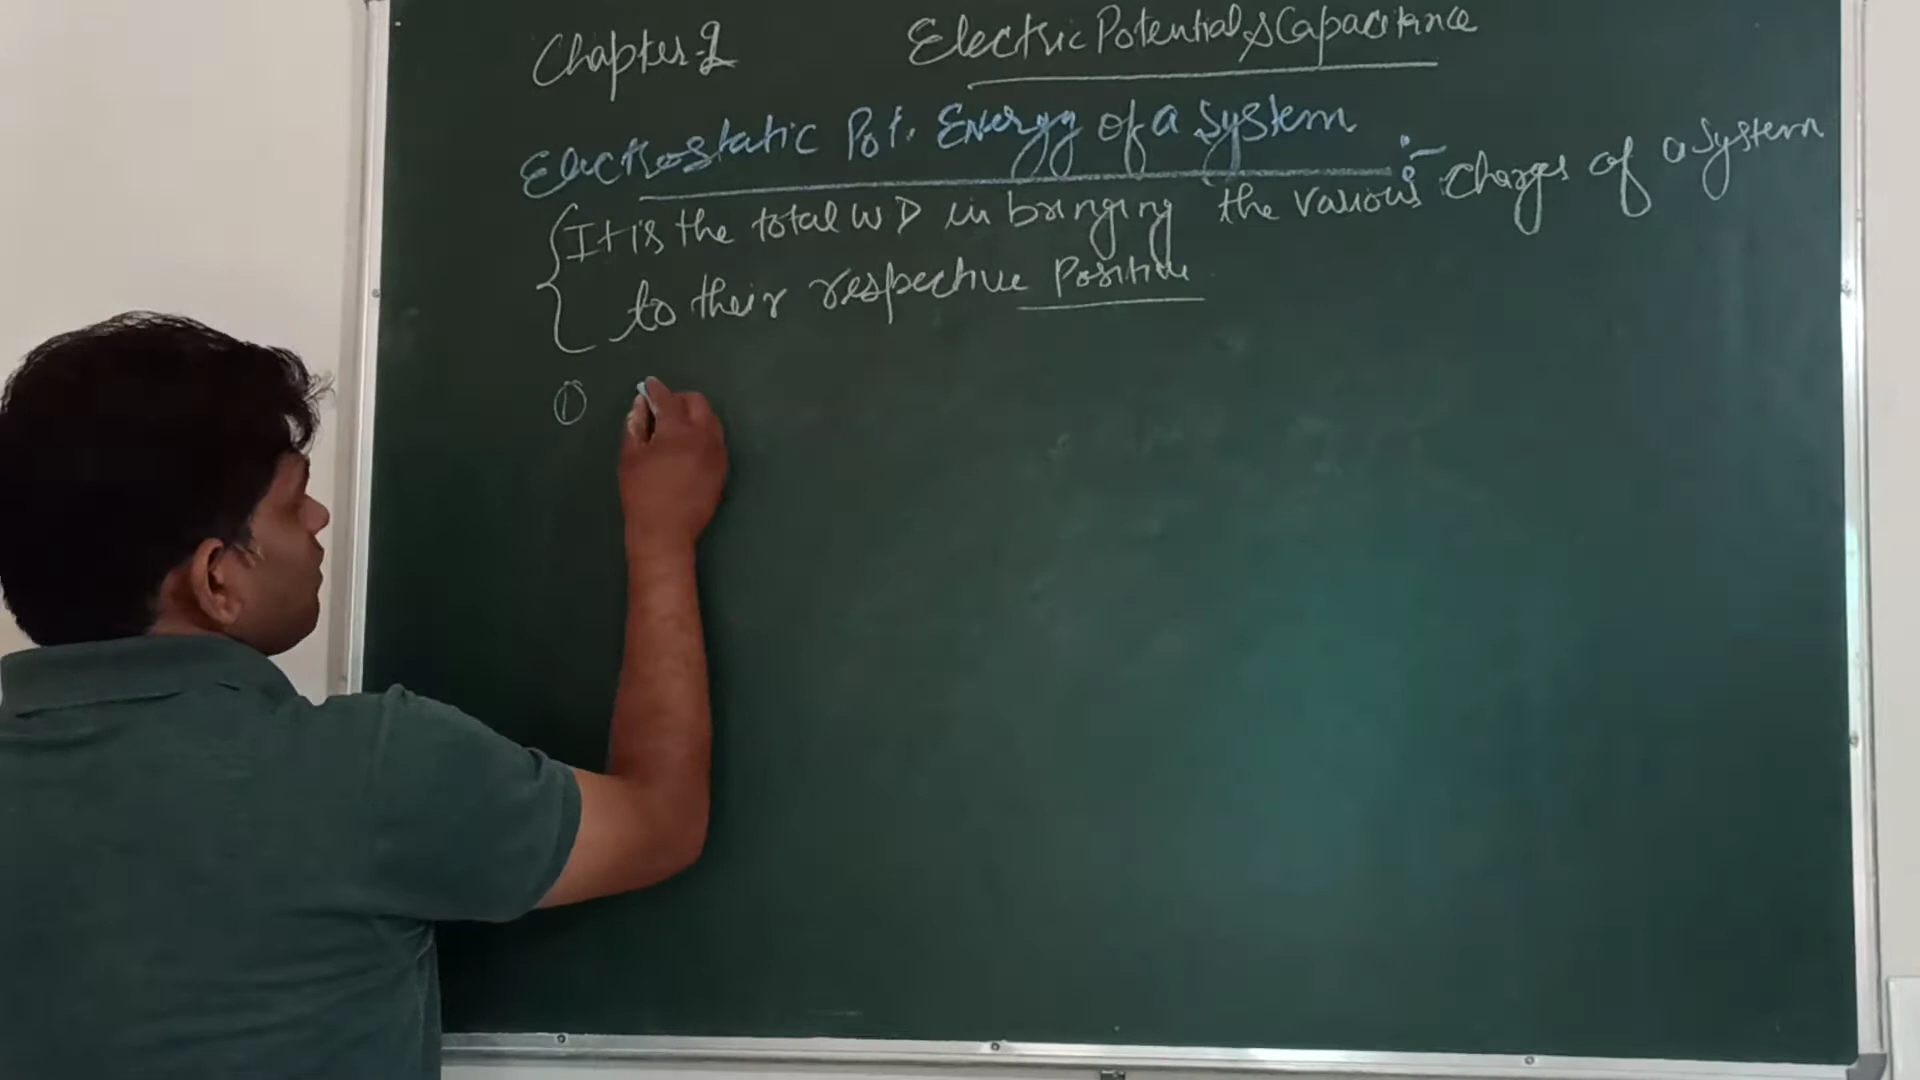 Chapter-2 Electric Potential & Capacitance
Electrostatic Pot. Energy of a System :-
{It is the total WD in bringing the various charges of a System
to their respective Position
①